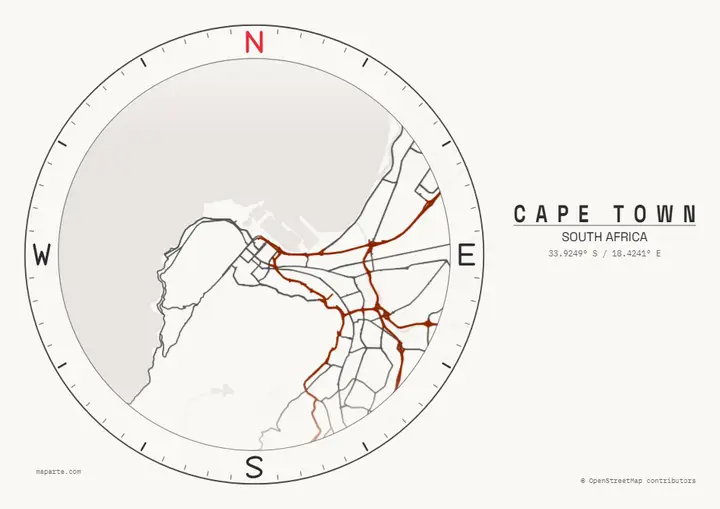 N
W
E
S
CAPE TOWN
SOUTH AFRICA
33.9249° S / 18.4241° E
maparte.com
© OpenStreetMap contributors